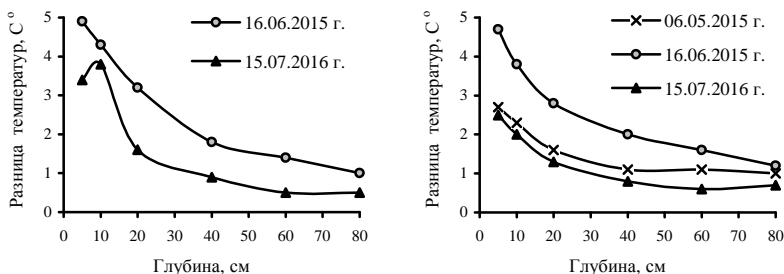 Разница температур, С °
5
4
3
2
1
0
0 10 20 30 40 50 60 70 80
Глубина, см
16.06.2015 г.
15.07.2016 г.
Разница температур, С °
5
4
3
2
1
0
0 10 20 30 40 50 60 70 80
Глубина, см
06.05.2015 г.
16.06.2015 г.
15.07.2016 г.